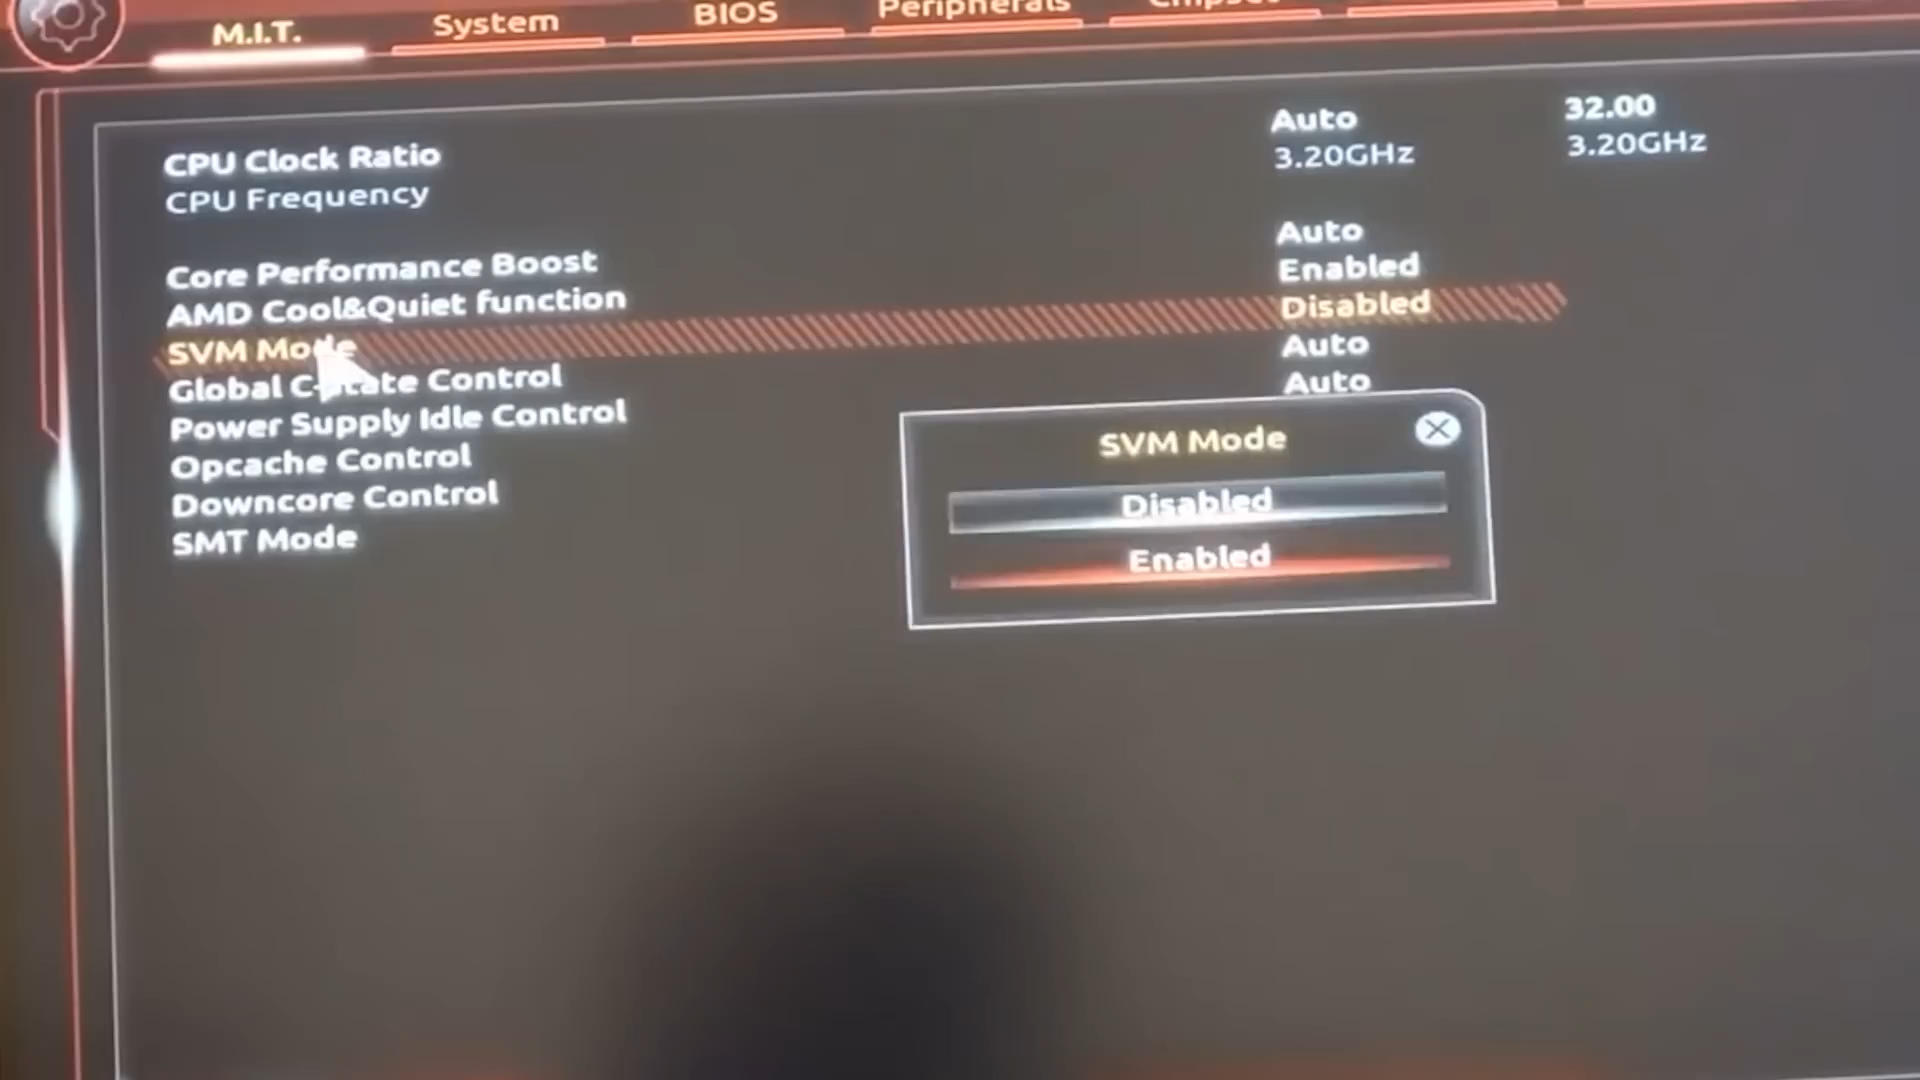 M.I.T. System BIOS Peripherals Chipset
CPU Clock Ratio Auto 32.00
CPU Frequency 3.20GHz 3.20GHz
Core Performance Boost Auto
AMD Cool&Quiet function Enabled
SVM Mode Disabled
Global C-state Control Auto
Power Supply Idle Control Auto
Opcache Control
Downcore Control
SMT Mode
SVM Mode
Disabled
Enabled